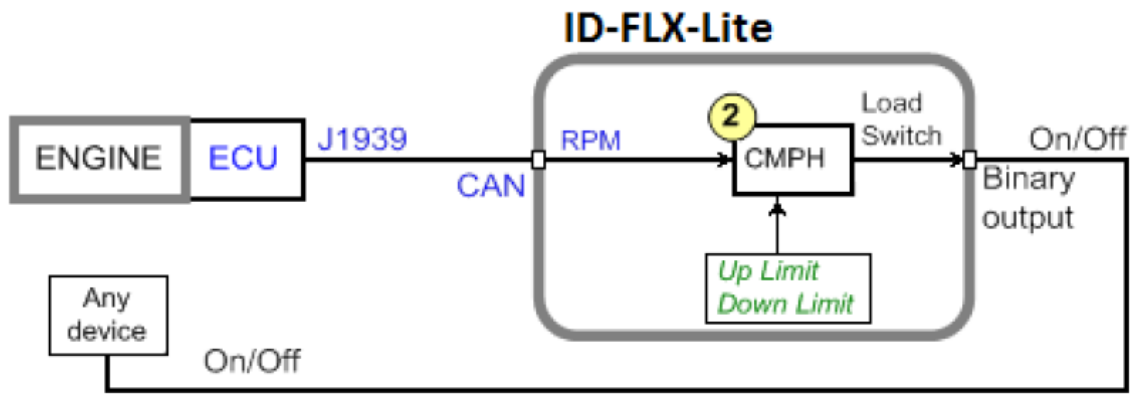 ID-FLX-Lite
ENGINE
ECU
J1939
CAN
RPM
2
CMPH
Load
Switch
On/Off
Binary
output
Up Limit
Down Limit
Any
device
On/Off